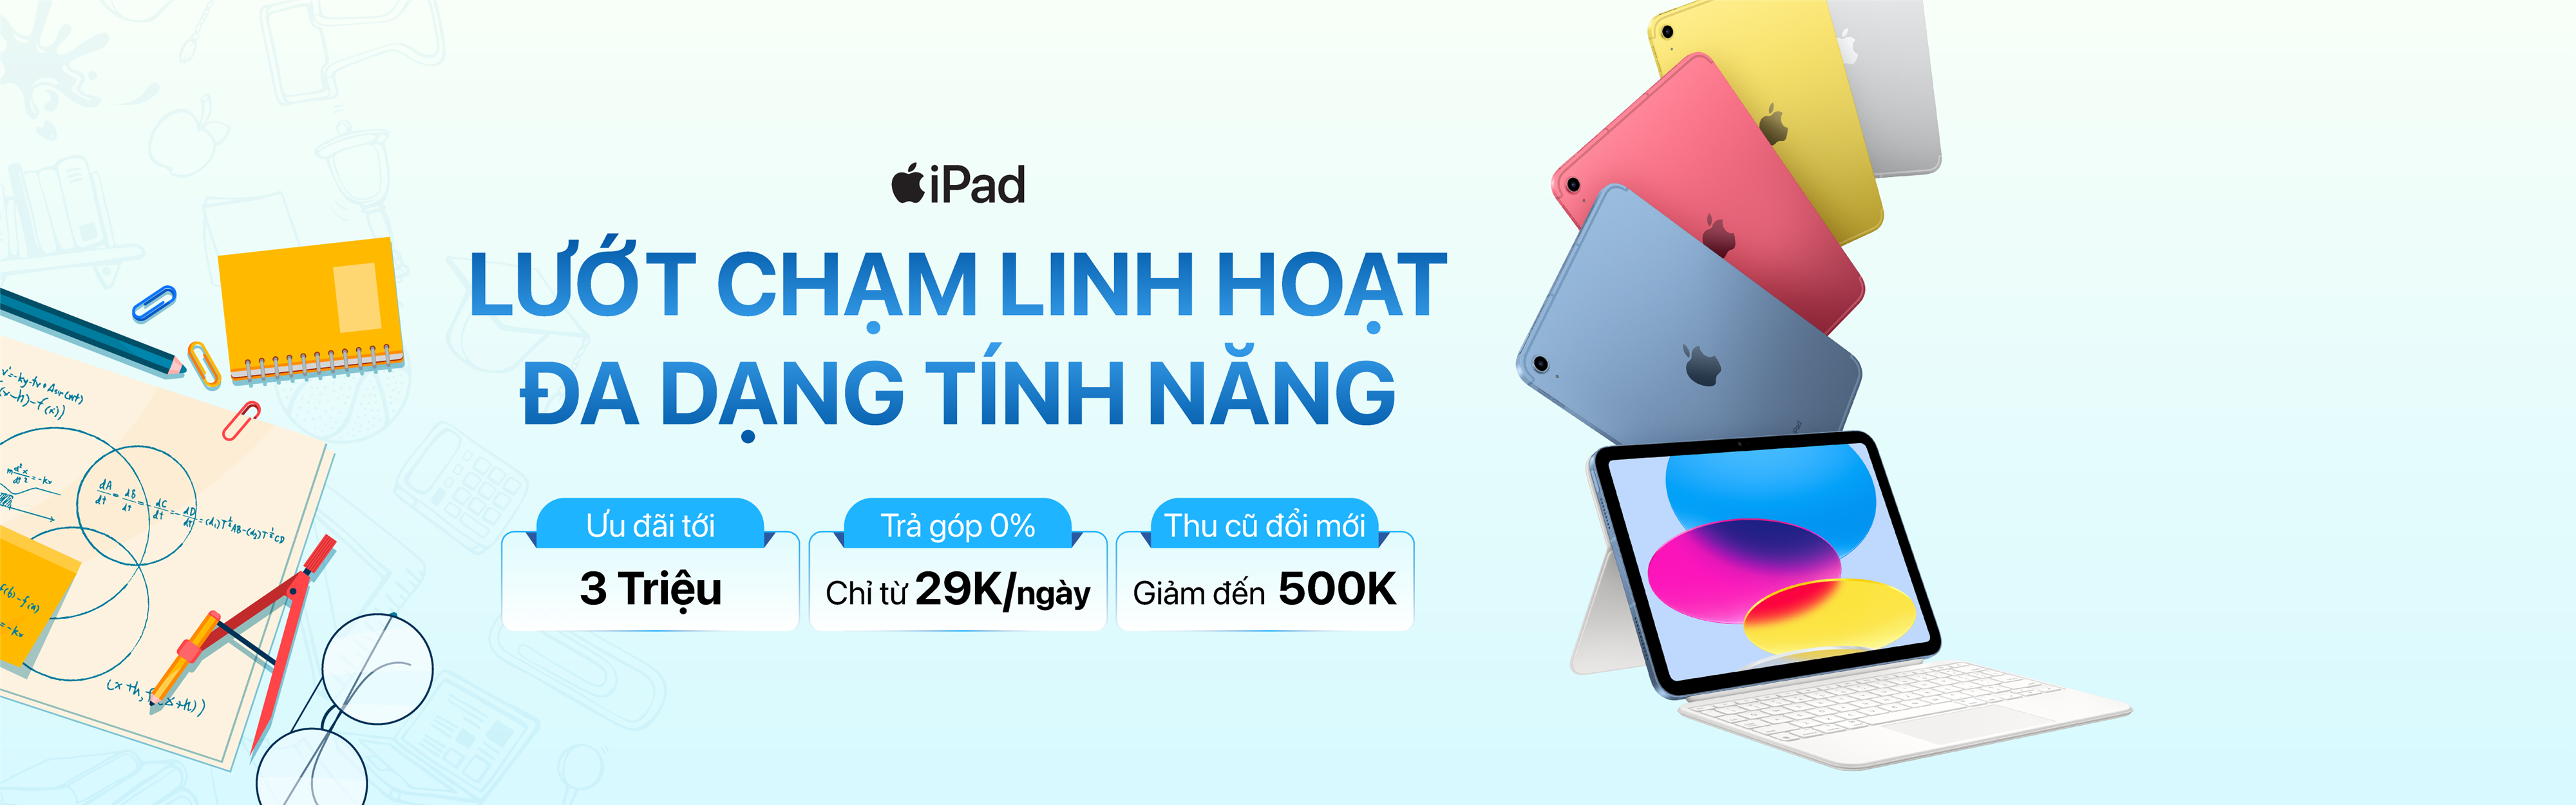 iPad
LƯỚT CHẠM LINH HOẠT
ĐA DẠNG TÍNH NĂNG
Ưu đãi tới
3 Triệu
Trả góp 0%
Chỉ từ 29K/ngày
Thu cũ đổi mới
Giảm đến 500K